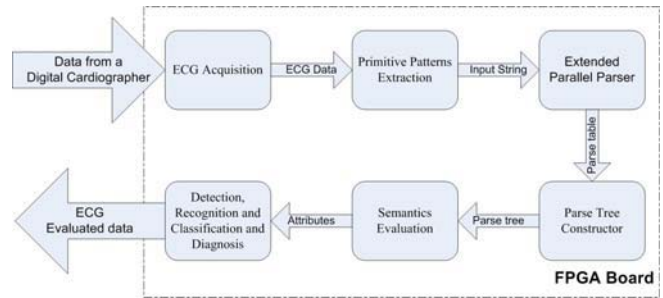 Data from a
Digital Cardiographer
ECG Acquisition
ECG Data
Primitive Patterns
Extraction
Input String
Extended
Parallel Parser
Parse table
ECG
Evaluated data
Detection,
Recognition and
Classification and
Diagnosis
Attributes
Semantics
Evaluation
Parse tree
Parse Tree
Constructor
FPGA Board